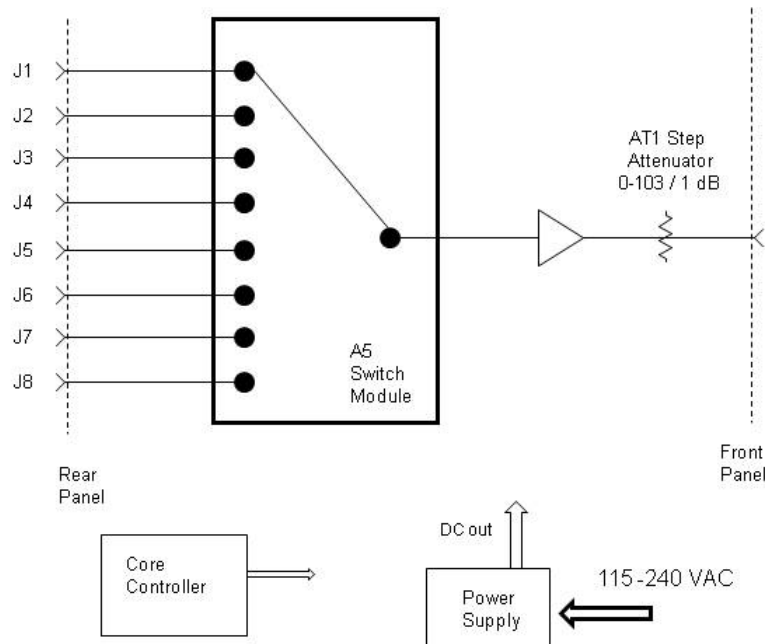 J1
J2
J3
J4
J5
J6
J7
J8
AT1 Step
Attenuator
0-103 / 1 dB
A5
Switch
Module
Rear
Panel
Front
Panel
Core
Controller
DC out
Power
Supply
115-240 VAC